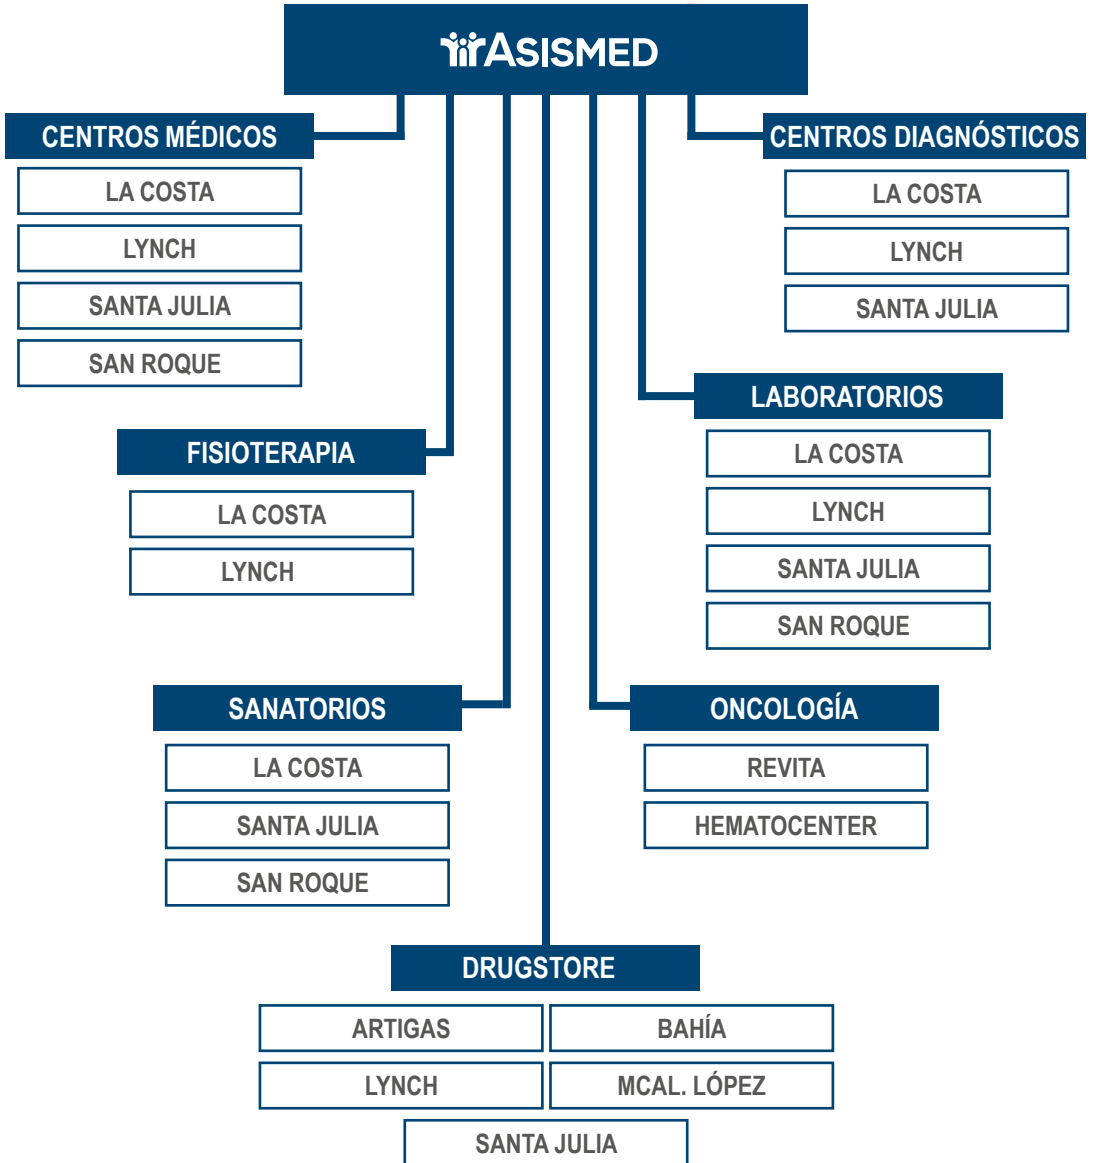 ASISMED
CENTROS MÉDICOS
LA COSTA
LYNCH
SANTA JULIA
SAN ROQUE
CENTROS DIAGNÓSTICOS
LA COSTA
LYNCH
SANTA JULIA
FISIOTERAPIA
LA COSTA
LYNCH
LABORATORIOS
LA COSTA
LYNCH
SANTA JULIA
SAN ROQUE
SANATORIOS
LA COSTA
SANTA JULIA
SAN ROQUE
ONCOLOGÍA
REVITA
HEMATOCENTER
DRUGSTORE
ARTIGAS
BAHÍA
LYNCH
MCAL. LÓPEZ
SANTA JULIA